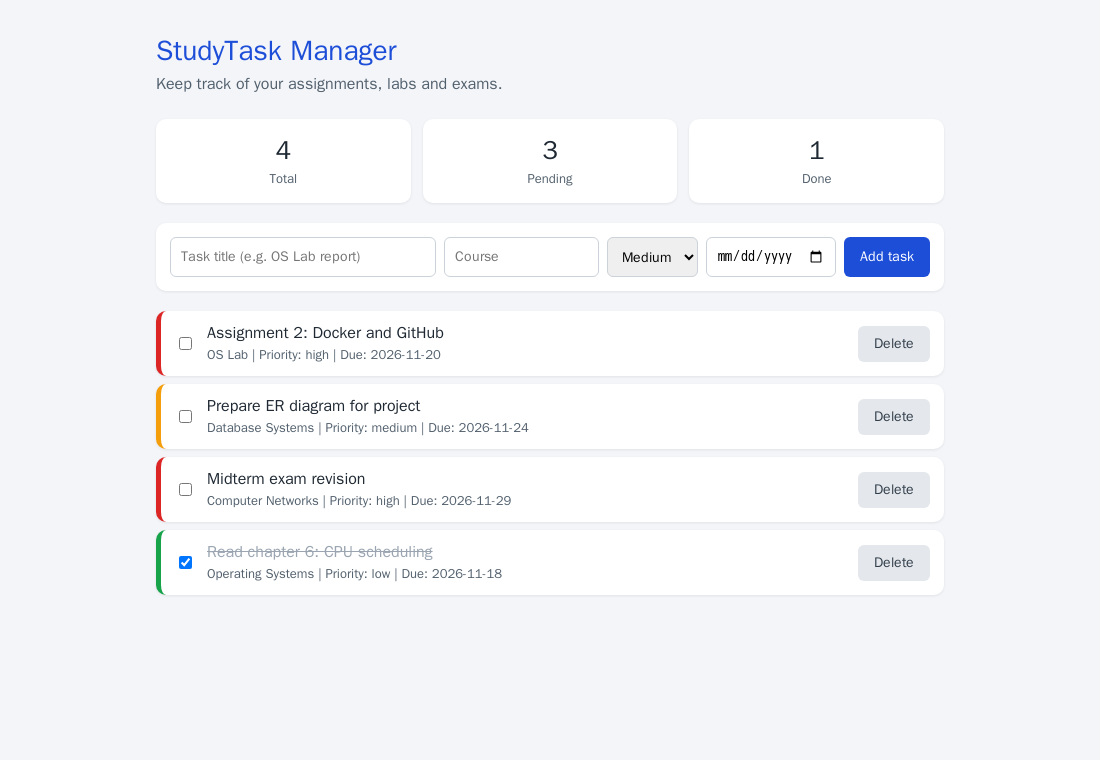 StudyTask Manager
Keep track of your assignments, labs and exams.
4 3 1
Total Pending Done
Task title (e.g. OS Lab report) Course Medium mm/dd/yyyy Add task
Assignment 2: Docker and GitHub
OS Lab | Priority: high | Due: 2026-11-20
Delete
Prepare ER diagram for project
Database Systems | Priority: medium | Due: 2026-11-24
Delete
Midterm exam revision
Computer Networks | Priority: high | Due: 2026-11-29
Delete
Read chapter 6: CPU scheduling
Operating Systems | Priority: low | Due: 2026-11-18
Delete